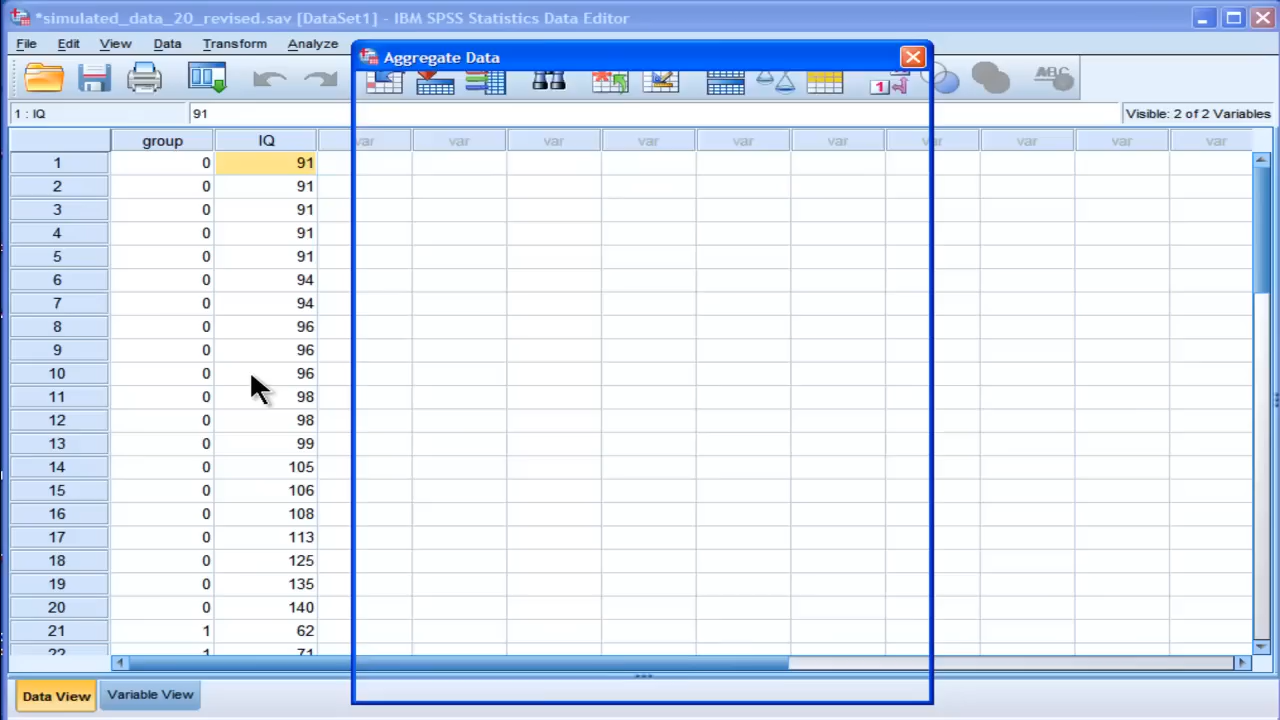 *simulated_data_20_revised.sav [DataSet1] - IBM SPSS Statistics Data Editor
File Edit View Data Transform Analyze
Aggregate Data
1 : IQ 91 Visible: 2 of 2 Variables
group IQ var var var var var var var var var var
1 0 91
2 0 91
3 0 91
4 0 91
5 0 91
6 0 94
7 0 94
8 0 96
9 0 96
10 0 96
11 0 98
12 0 98
13 0 99
14 0 105
15 0 106
16 0 108
17 0 113
18 0 125
19 0 135
20 0 140
21 1 62
22 1 71
Data View Variable View